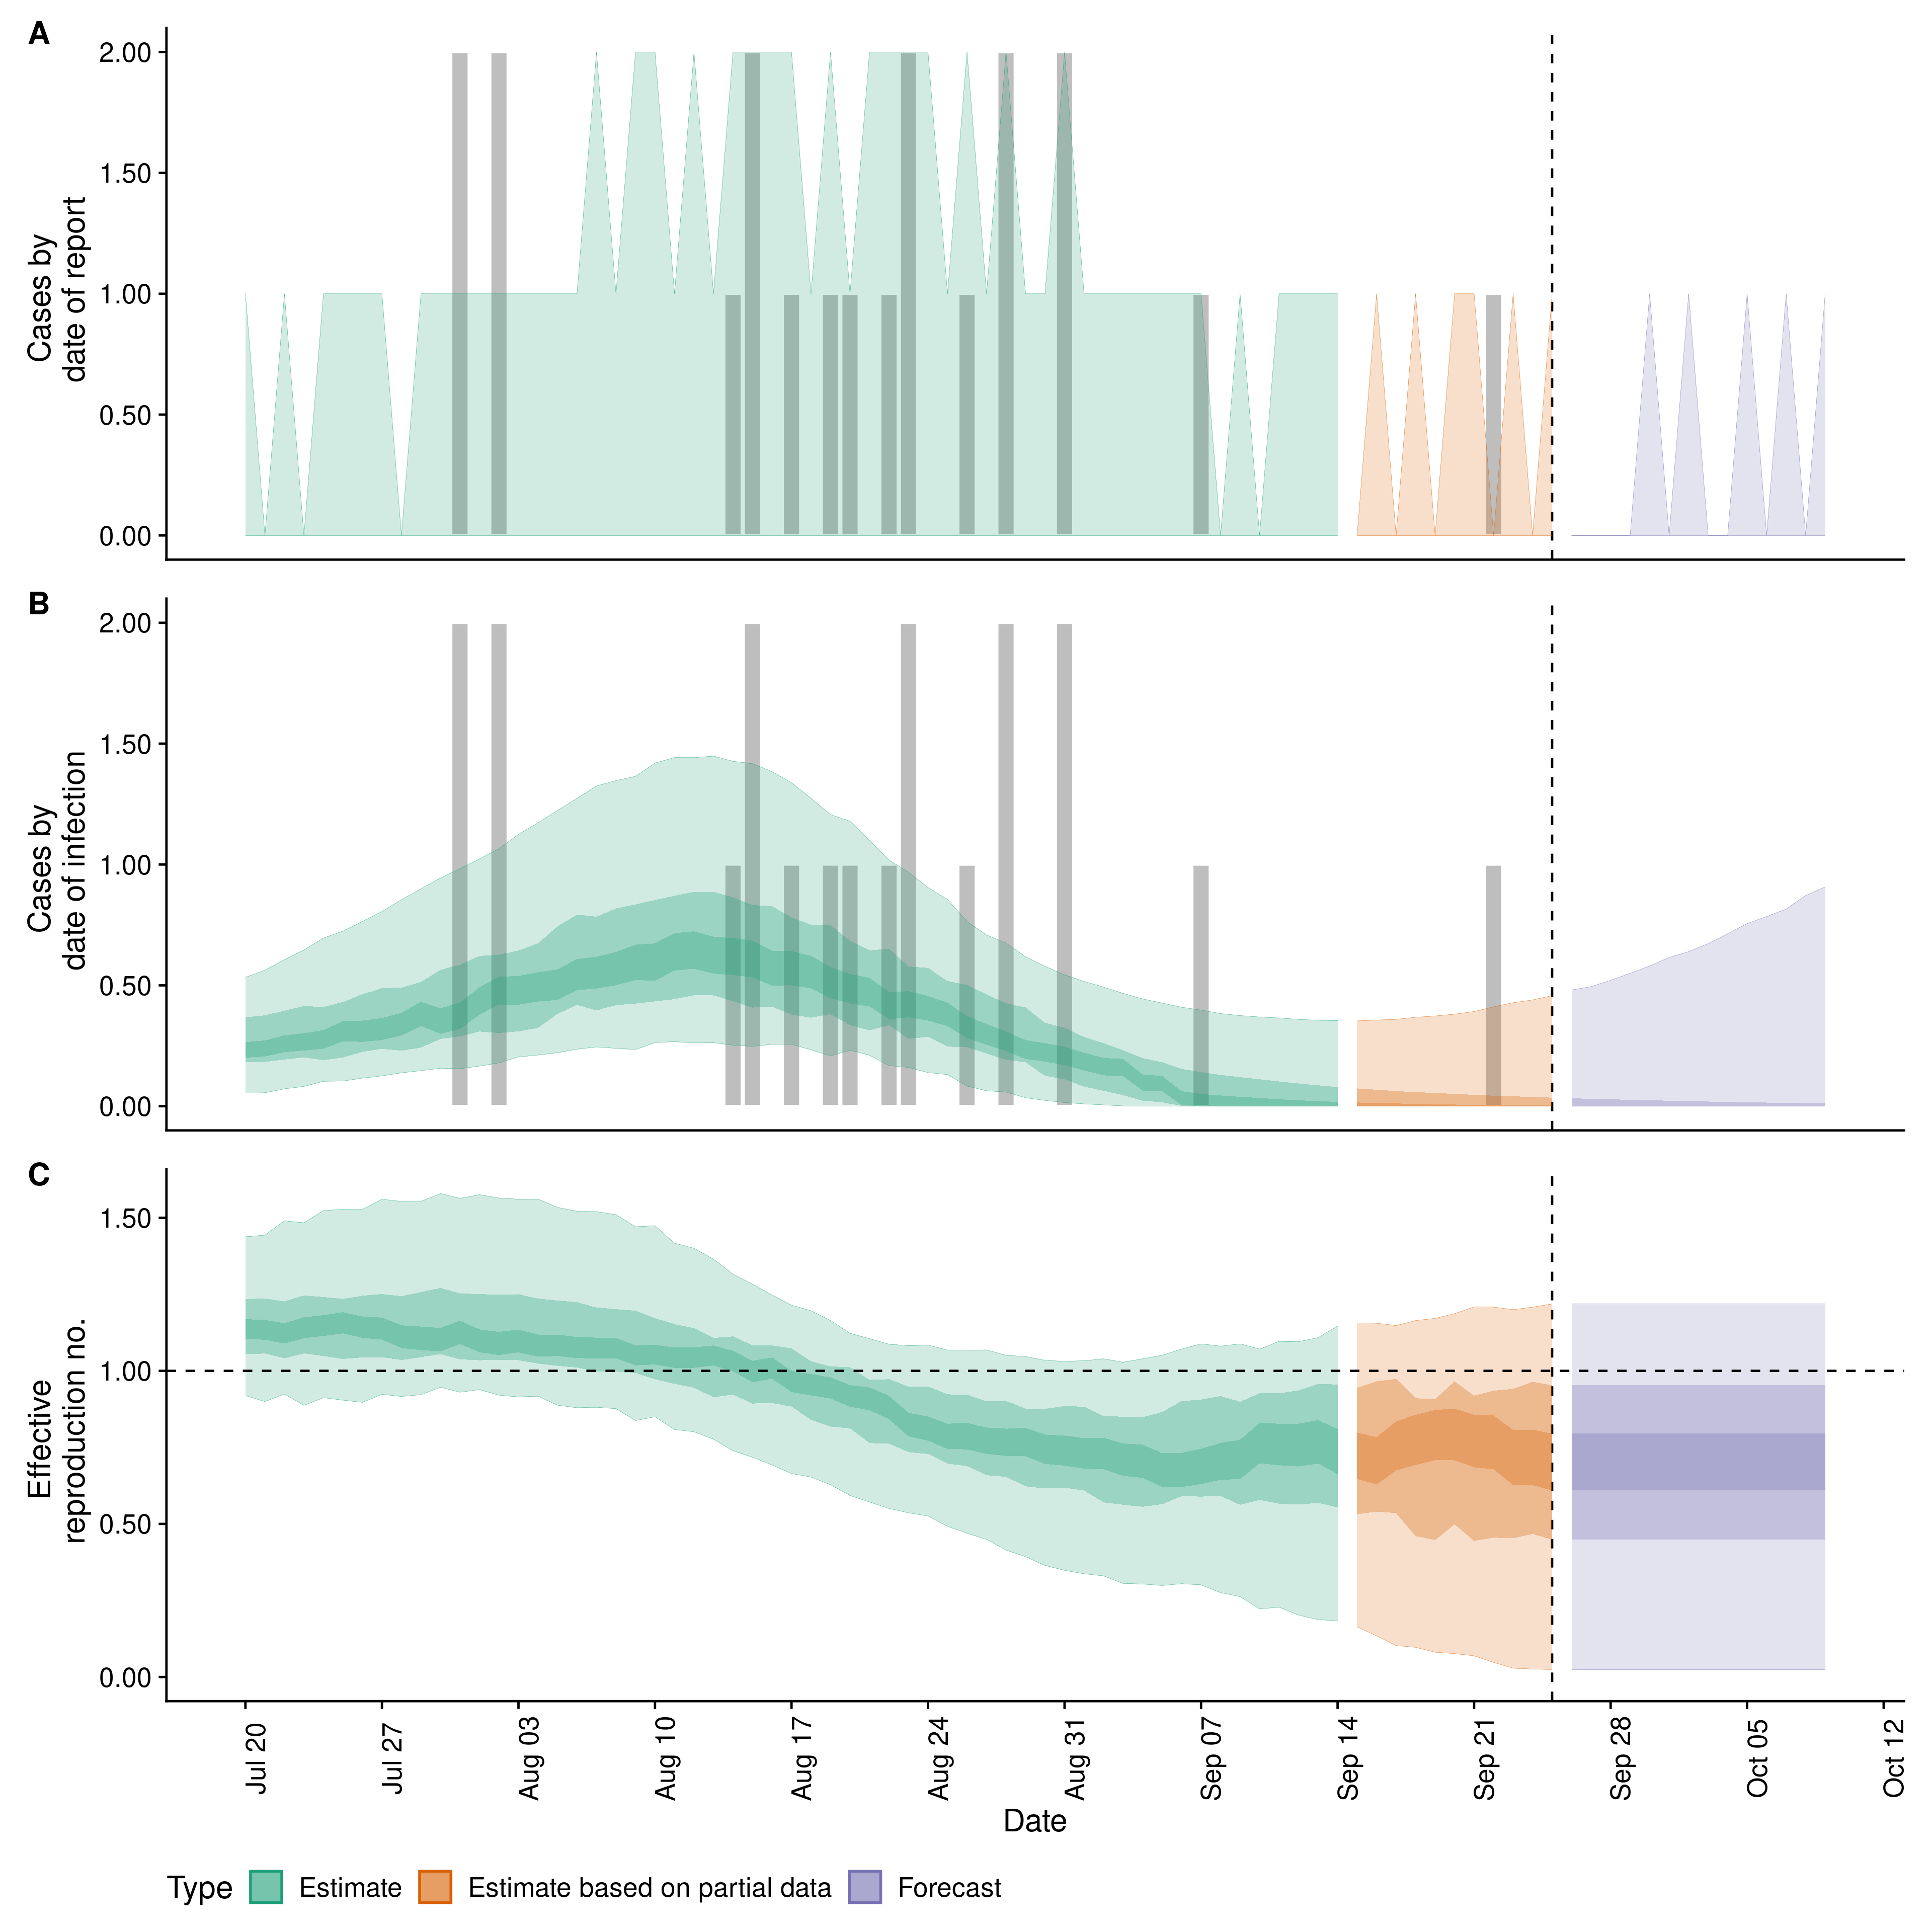 A
2.00
1.50
1.00
0.50
0.00
Cases by
date of report
B
2.00
1.50
1.00
0.50
0.00
Cases by
date of infection
C
1.50
1.00
0.50
0.00
Effective
reproduction no.
Jul 20
Jul 27
Aug 03
Aug 10
Aug 17
Aug 24
Aug 31
Sep 07
Sep 14
Sep 21
Sep 28
Oct 05
Oct 12
Date
Type Estimate Estimate based on partial data Forecast